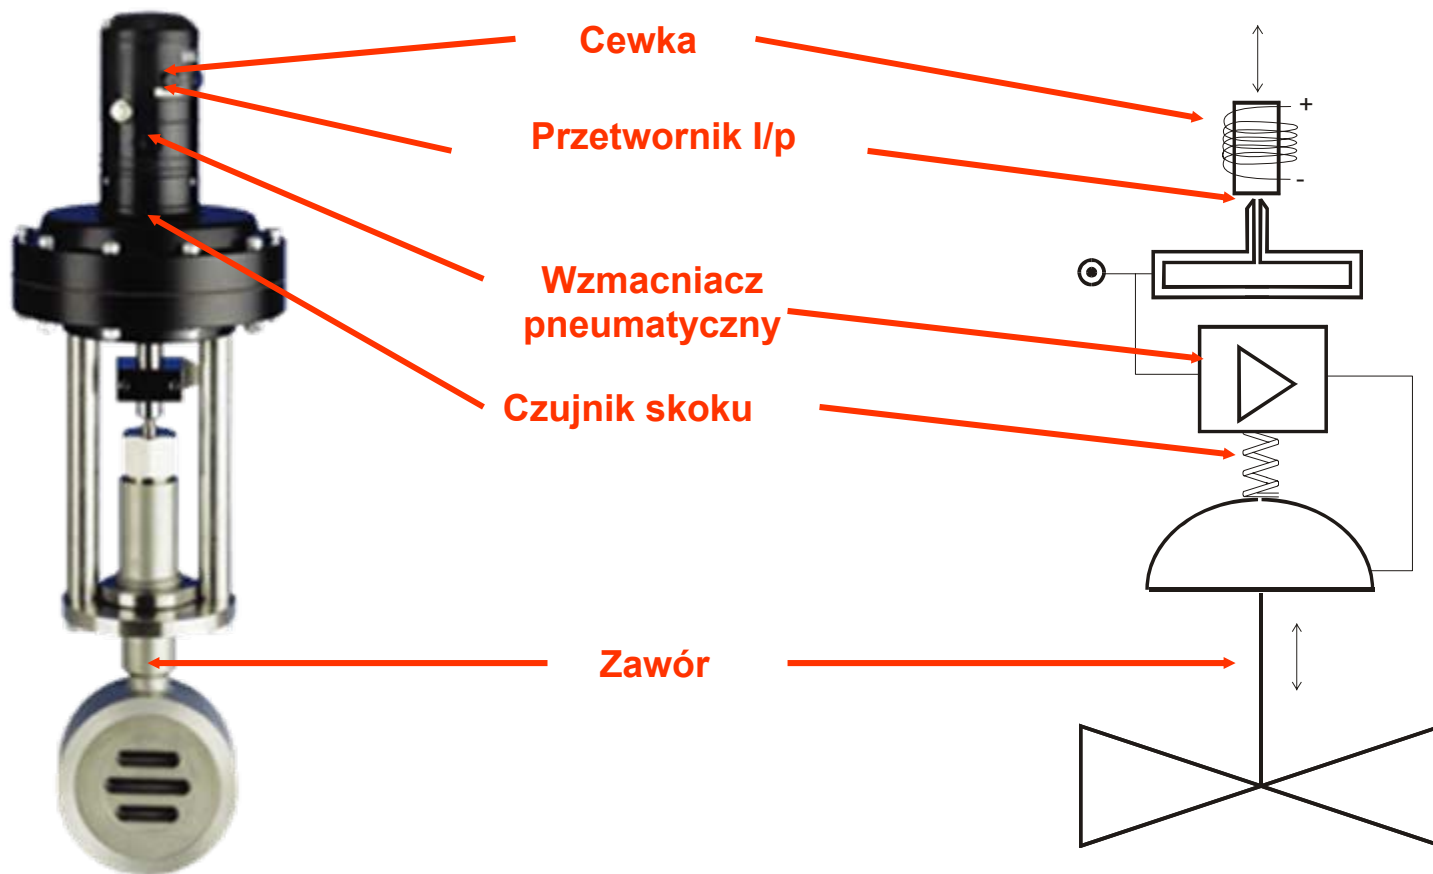 Cewka
+
Przetwornik I/p
-
Wzmacniacz
pneumatyczny
Czujnik skoku
Zawór